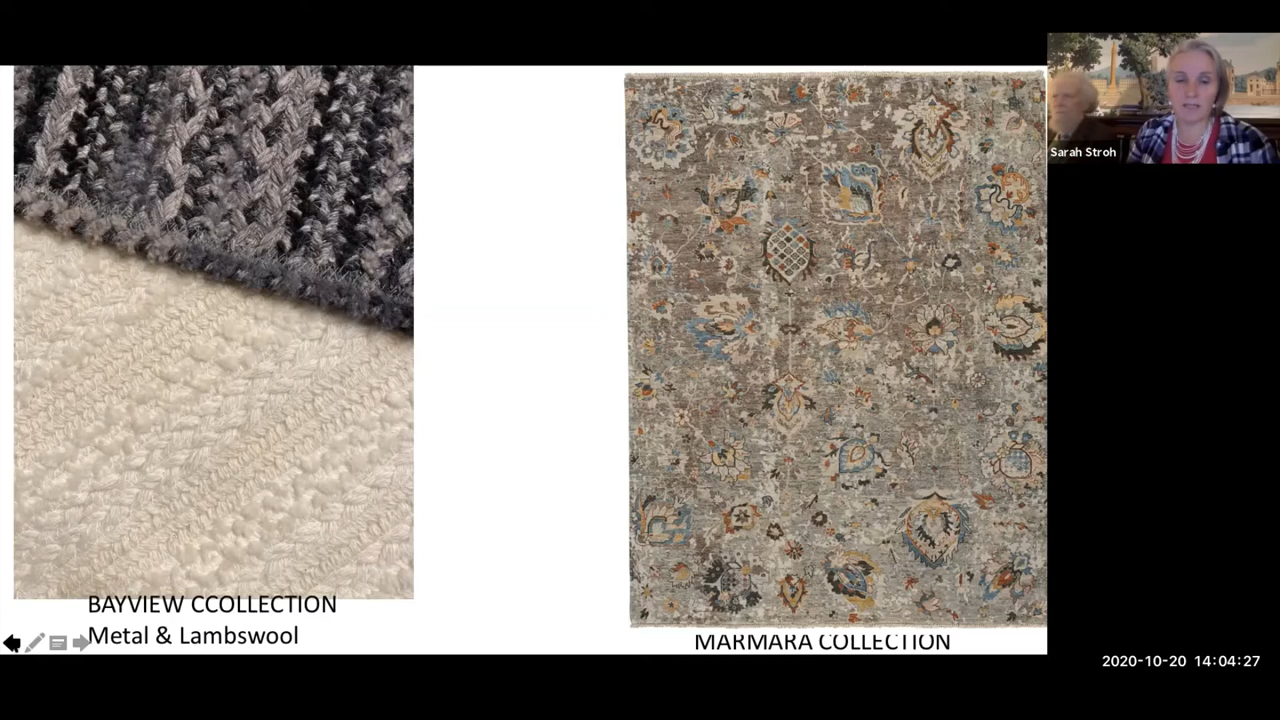 Sarah Stroh
BAYVIEW CCOLLECTION
Metal & Lambswool
MARMARA COLLECTION
2020-10-20 14:04:27